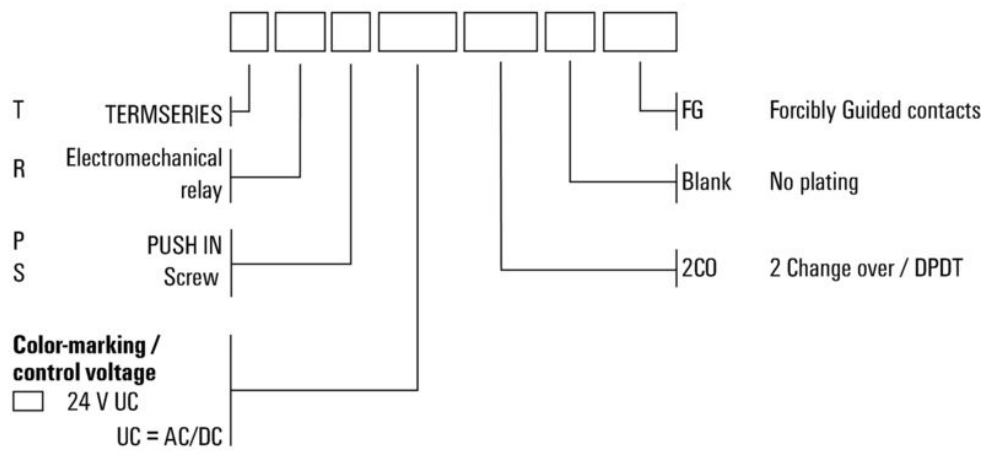 T TERMSERIES
R Electromechanical
relay
P PUSH IN
S Screw
Color-marking /
control voltage
24 V UC
UC = AC/DC
FG Forcibly Guided contacts
Blank No plating
2CO 2 Change over / DPDT